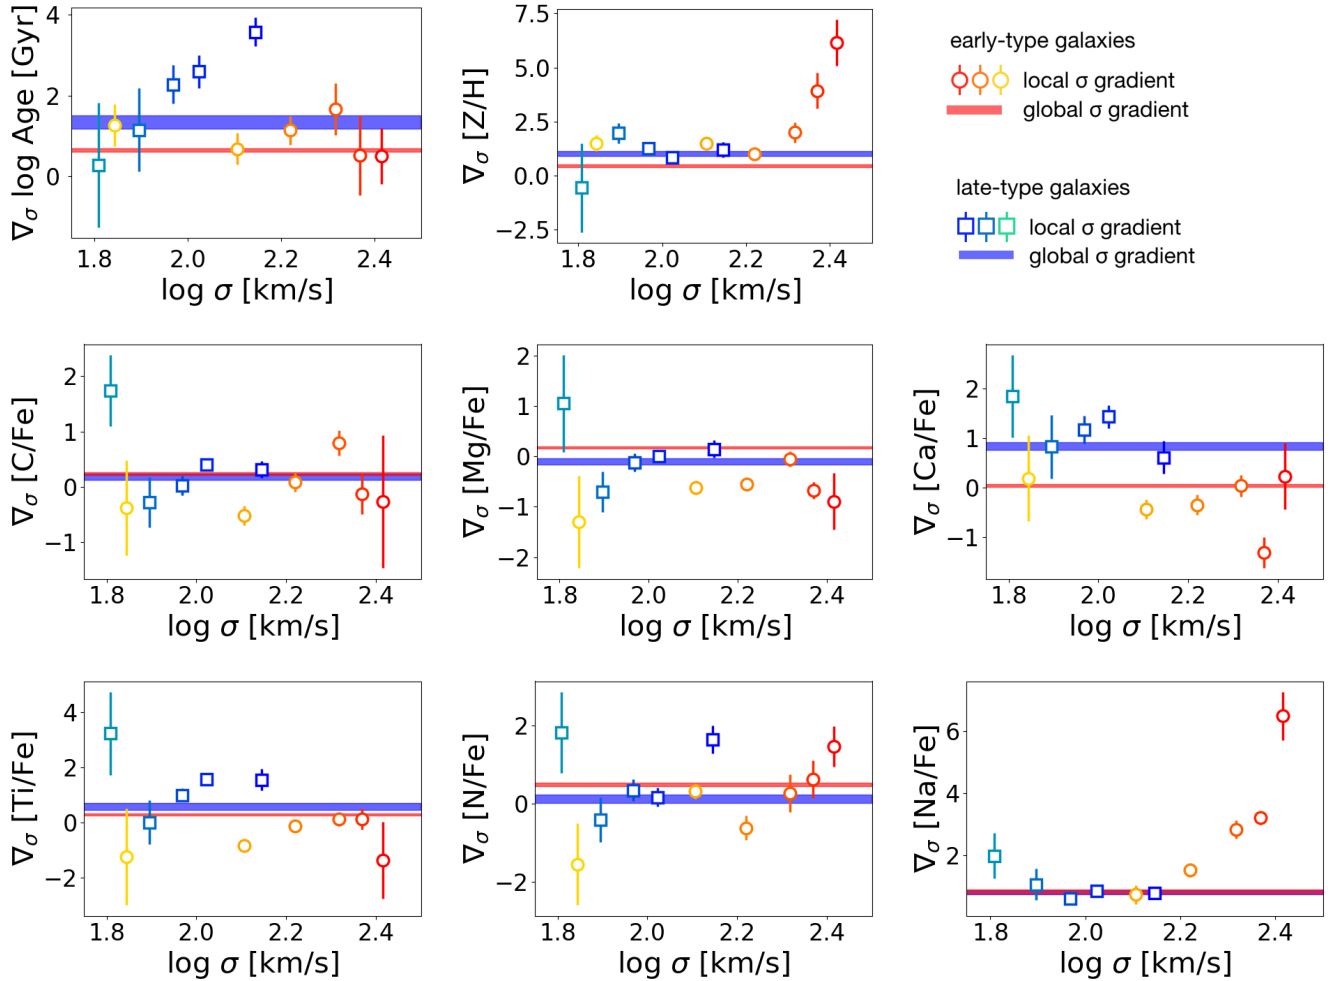 ∇σ log Age [Gyr]
4
2
0
1.8 2.0 2.2 2.4
log σ [km/s]
∇σ [Z/H]
7.5
5.0
2.5
0.0
−2.5
1.8 2.0 2.2 2.4
log σ [km/s]
early-type galaxies
local σ gradient
global σ gradient
late-type galaxies
local σ gradient
global σ gradient
∇σ [C/Fe]
2
1
0
−1
1.8 2.0 2.2 2.4
log σ [km/s]
∇σ [Mg/Fe]
2
1
0
−1
−2
1.8 2.0 2.2 2.4
log σ [km/s]
∇σ [Ca/Fe]
2
1
0
−1
1.8 2.0 2.2 2.4
log σ [km/s]
∇σ [Ti/Fe]
4
2
0
−2
1.8 2.0 2.2 2.4
log σ [km/s]
∇σ [N/Fe]
2
0
−2
1.8 2.0 2.2 2.4
log σ [km/s]
∇σ [Na/Fe]
6
4
2
1.8 2.0 2.2 2.4
log σ [km/s]